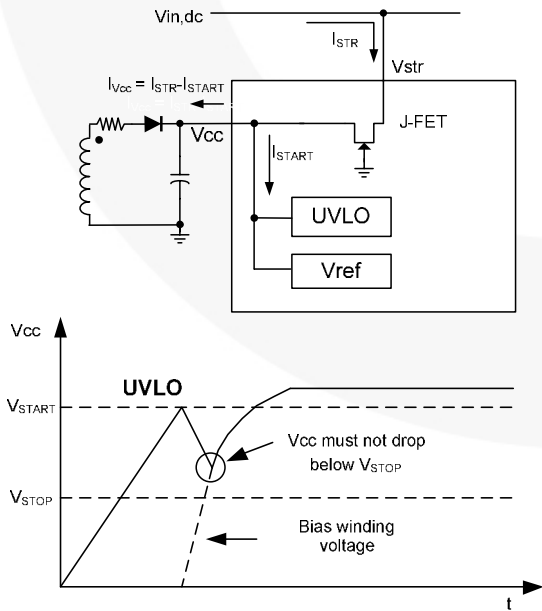 Vin,dc
ISTR
Vstr
IVcc = ISTR-ISTART
J-FET
Vcc
ISTART
UVLO
Vref
Vcc
UVLO
VSTART
Vcc must not drop
below VSTOP
VSTOP
Bias winding
voltage
t